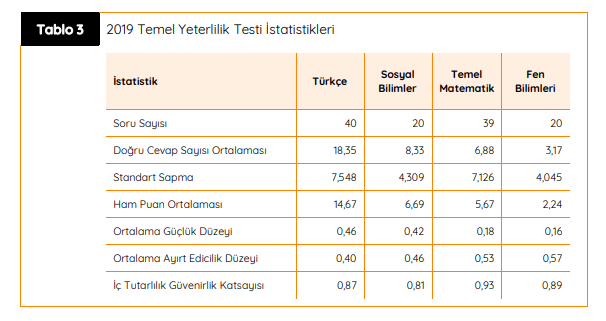 Tablo 3 2019 Temel Yeterlilik Testi İstatistikleri
İstatistik Türkçe Sosyal Bilimler Temel Matematik Fen Bilimleri
Soru Sayısı 40 20 39 20
Doğru Cevap Sayısı Ortalaması 18,35 8,33 6,88 3,17
Standart Sapma 7,548 4,309 7,126 4,045
Ham Puan Ortalaması 14,67 6,69 5,67 2,24
Ortalama Güçlük Düzeyi 0,46 0,42 0,18 0,16
Ortalama Ayırt Edicilik Düzeyi 0,40 0,46 0,53 0,57
İç Tutarlılık Güvenirlik Katsayısı 0,87 0,81 0,93 0,89